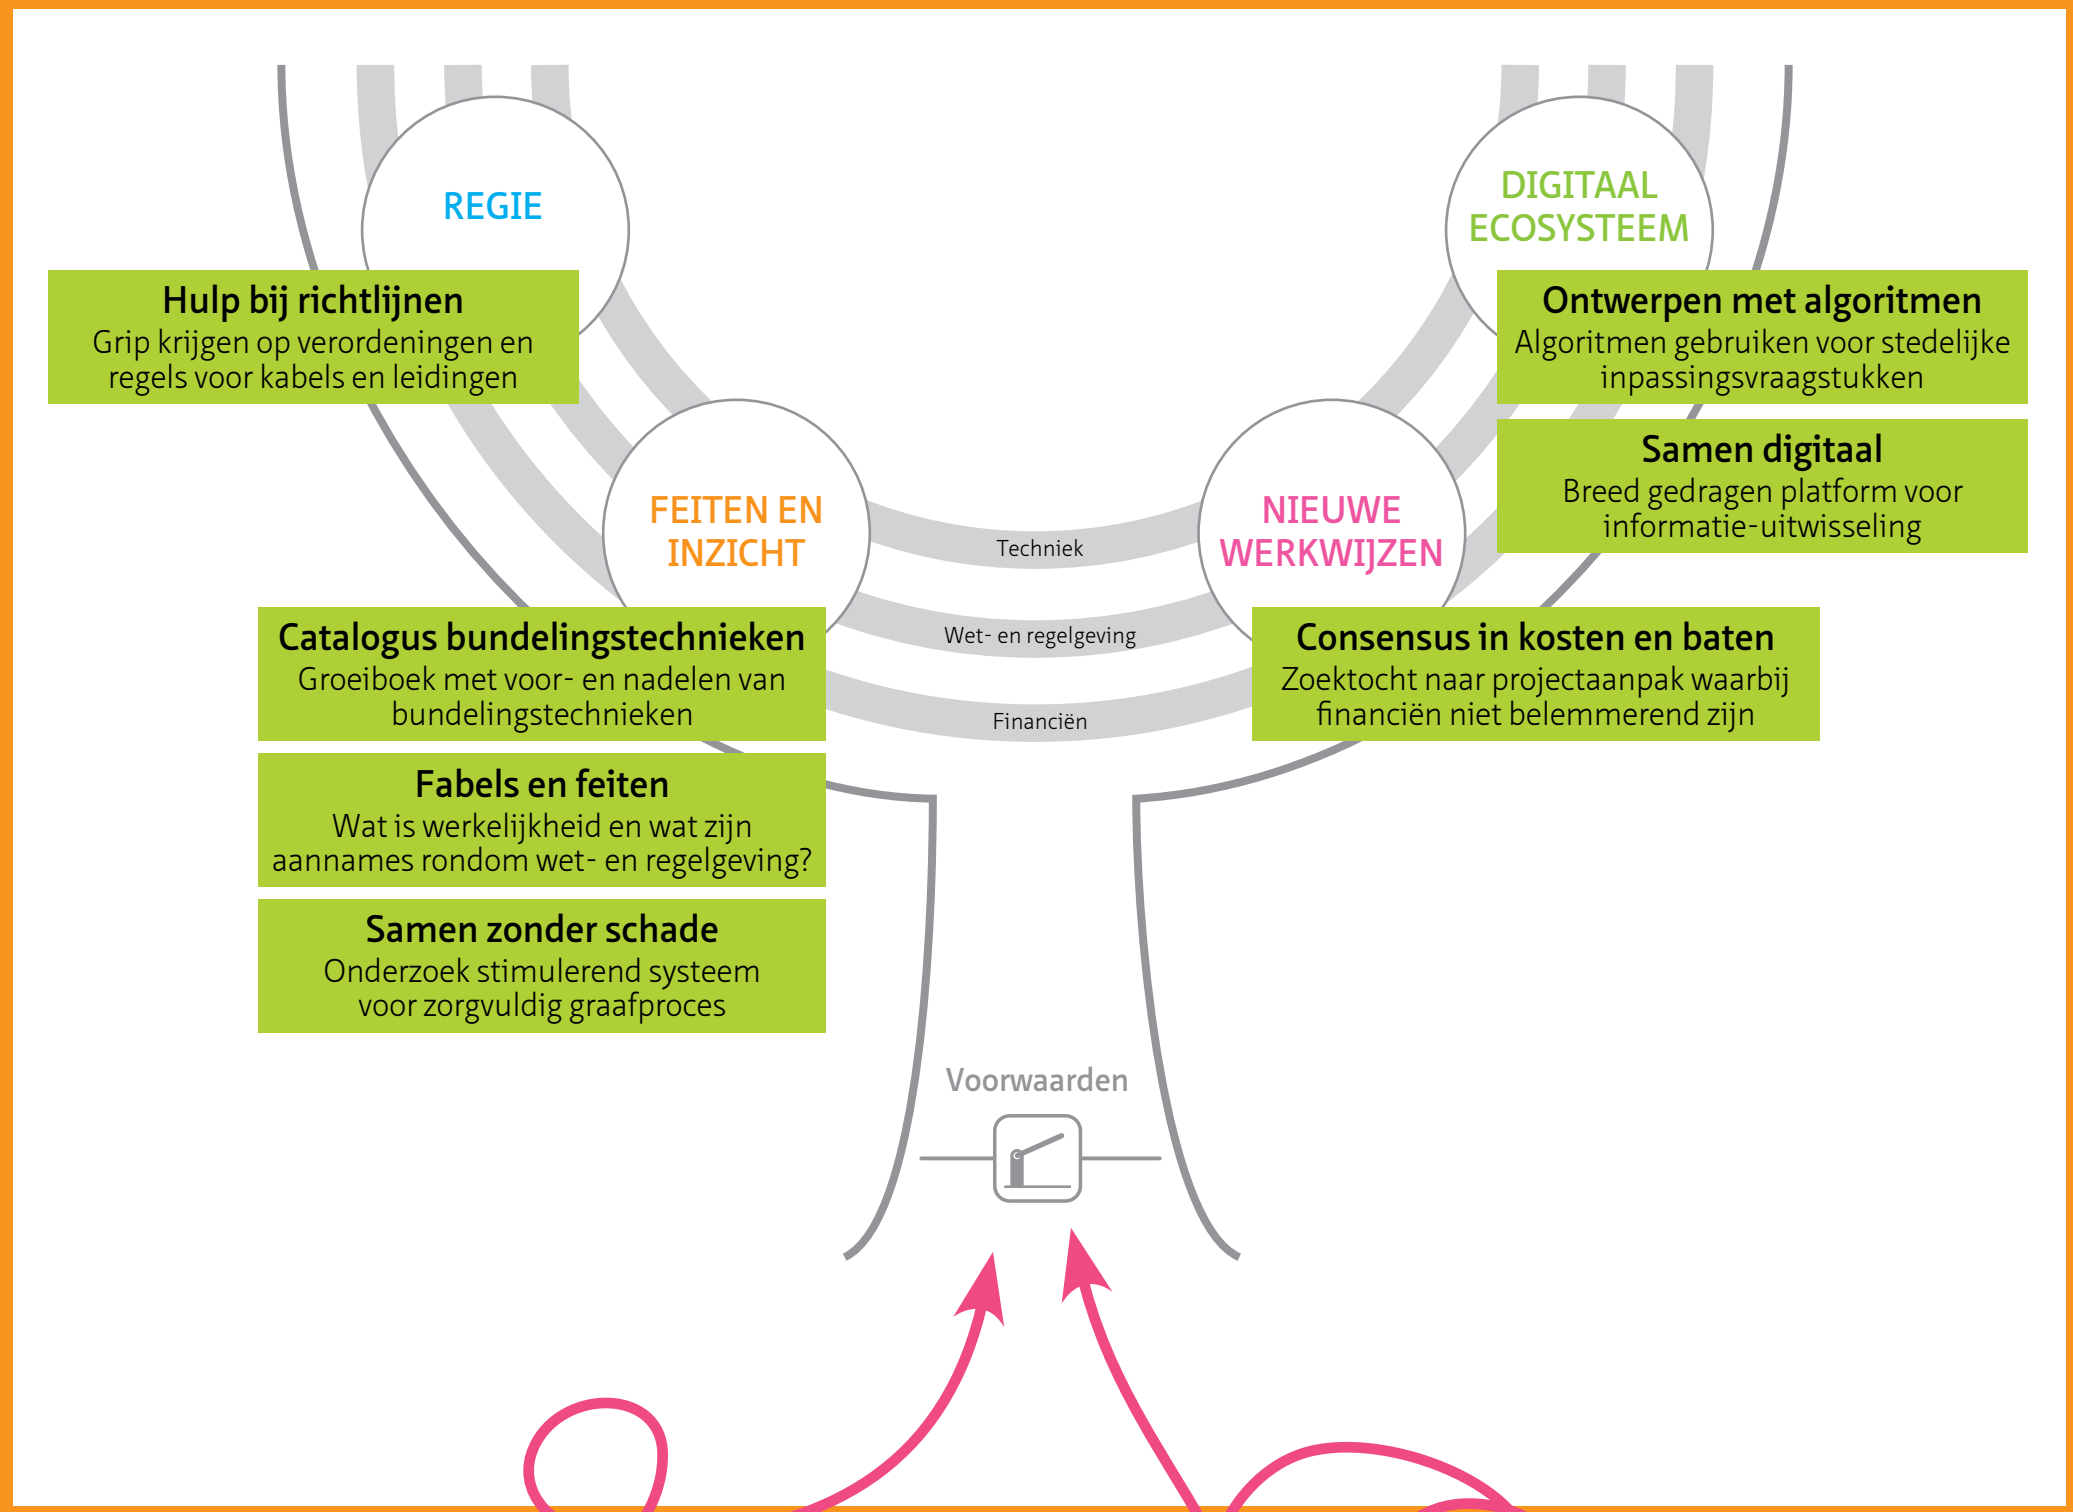 REGIE
Hulp bij richtlijnen
Grip krijgen op verordeningen en
regels voor kabels en leidingen
DIGITAAL
ECOSYSTEEM
Ontwerpen met algoritmen
Algoritmen gebruiken voor stedelijke
inpassingsvraagstukken
Samen digitaal
Breed gedragen platform voor
informatie-uitwisseling
FEITEN EN
INZICHT
Catalogus bundelingstechnieken
Groeiboek met voor- en nadelen van
bundelingstechnieken
Fabels en feiten
Wat is werkelijkheid en wat zijn
aannames rondom wet- en regelgeving?
Samen zonder schade
Onderzoek stimulerend systeem
voor zorgvuldig graafproces
Techniek
Wet- en regelgeving
Financiën
NIEUWE
WERKWIJZEN
Consensus in kosten en baten
Zoektocht naar projectaanpak waarbij
financiën niet belemmerend zijn
Voorwaarden